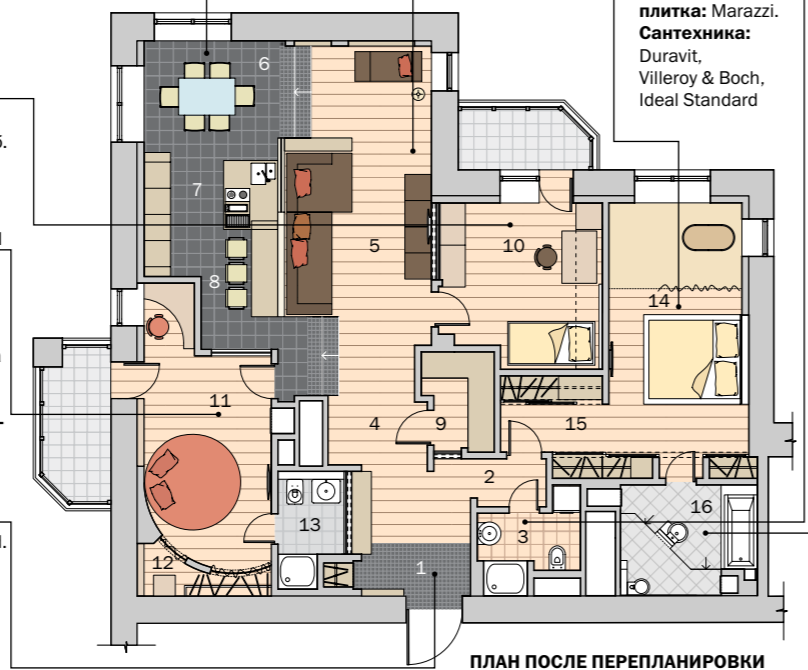 плитка: Marazzi.
Сантехника:
Duravit,
Villeroy & Boch,
Ideal Standard
6
7
5
10
8
14
11
4
9
15
2
16
13
3
12
1
ПЛАН ПОСЛЕ ПЕРЕПЛАНИРОВКИ